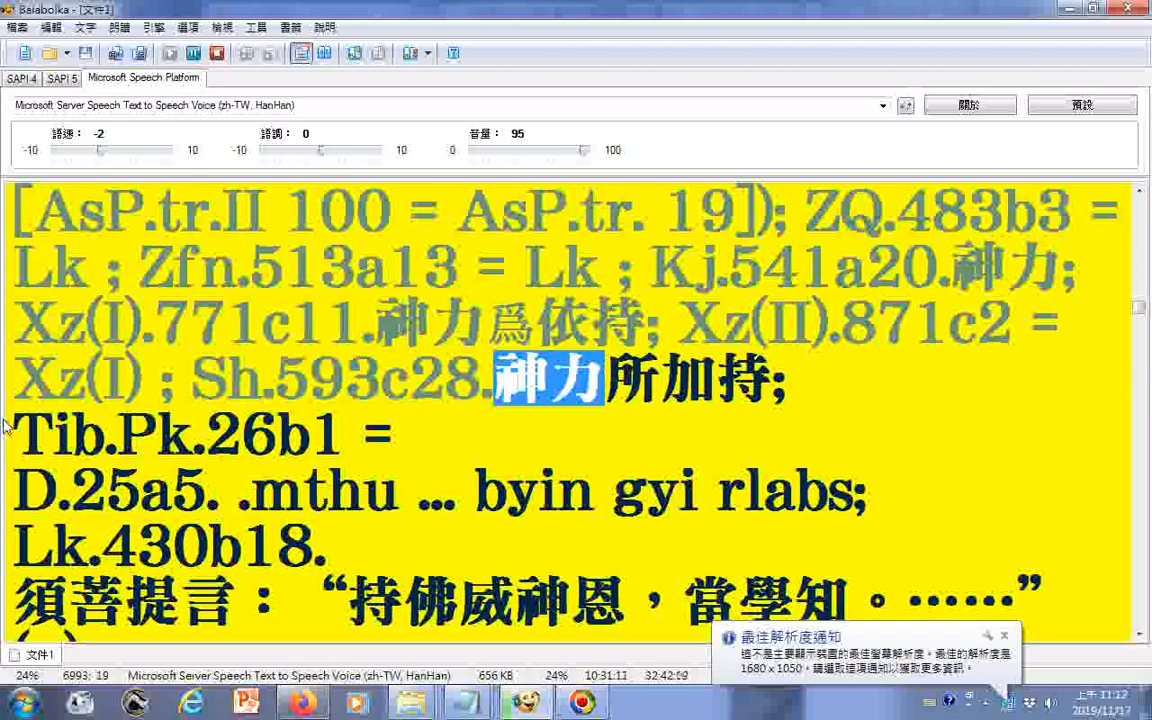 Balabolka - [文件1]
檔案 編輯 文字 朗讀 引擎 選項 檢視 工具 書籤 說明
SAPI 4 SAPI 5 Microsoft Speech Platform
Microsoft Server Speech Text to Speech Voice (zh-TW, HanHan) 關於 預設
語速： -2 語調： 0 音量： 95
-10 10 -10 10 0 100
[AsP.tr.II 100 = AsP.tr. 19]); ZQ.483b3 =
Lk ; Zfn.513a13 = Lk ; Kj.541a20.神力;
Xz(I).771c11.神力爲依持; Xz(II).871c2 =
Xz(I) ; Sh.593c28.神力所加持;
Tib.Pk.26b1 =
D.25a5. .mthu ... byin gyi rlabs;
Lk.430b18.
須菩提言：“持佛威神恩，當學知。……”
最佳解析度通知
這不是主要顯示裝置的最佳螢幕解析度。最佳的解析度是
1680 x 1050。請選取這項通知以獲取更多資訊。
文件1
24% 6993; 19 Microsoft Server Speech Text to Speech Voice (zh-TW, HanHan) 656 KB 24% 10:31:11 32:42:09
上午 11:12
2019/11/17